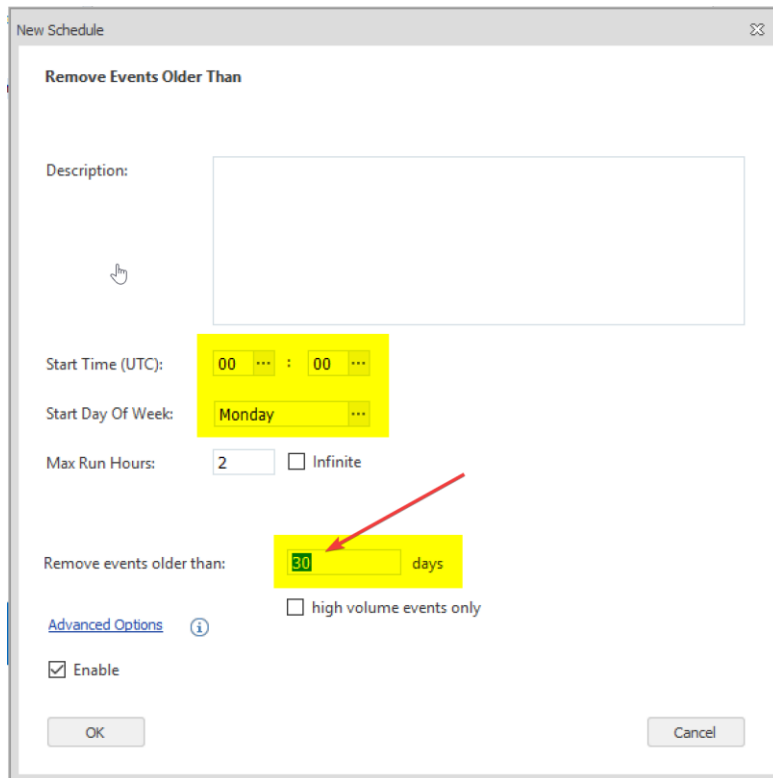 New Schedule
Remove Events Older Than
Description:
Start Time (UTC): 00 ... : 00 ...
Start Day Of Week: Monday ...
Max Run Hours: 2 Infinite
Remove events older than: 30 days
high volume events only
Advanced Options i
Enable
OK Cancel